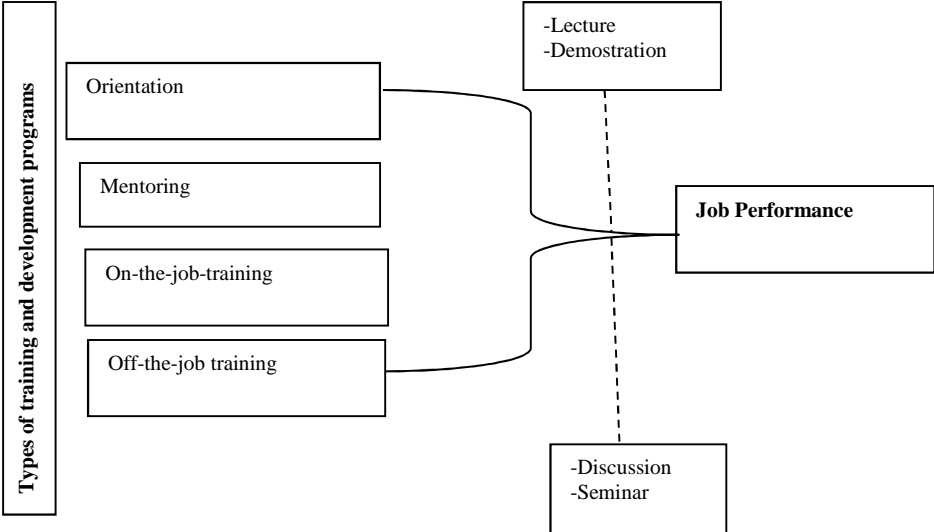 Types of training and development programs
Orientation
Mentoring
On-the-job-training
Off-the-job training
-Lecture
-Demostration
Job Performance
-Discussion
-Seminar